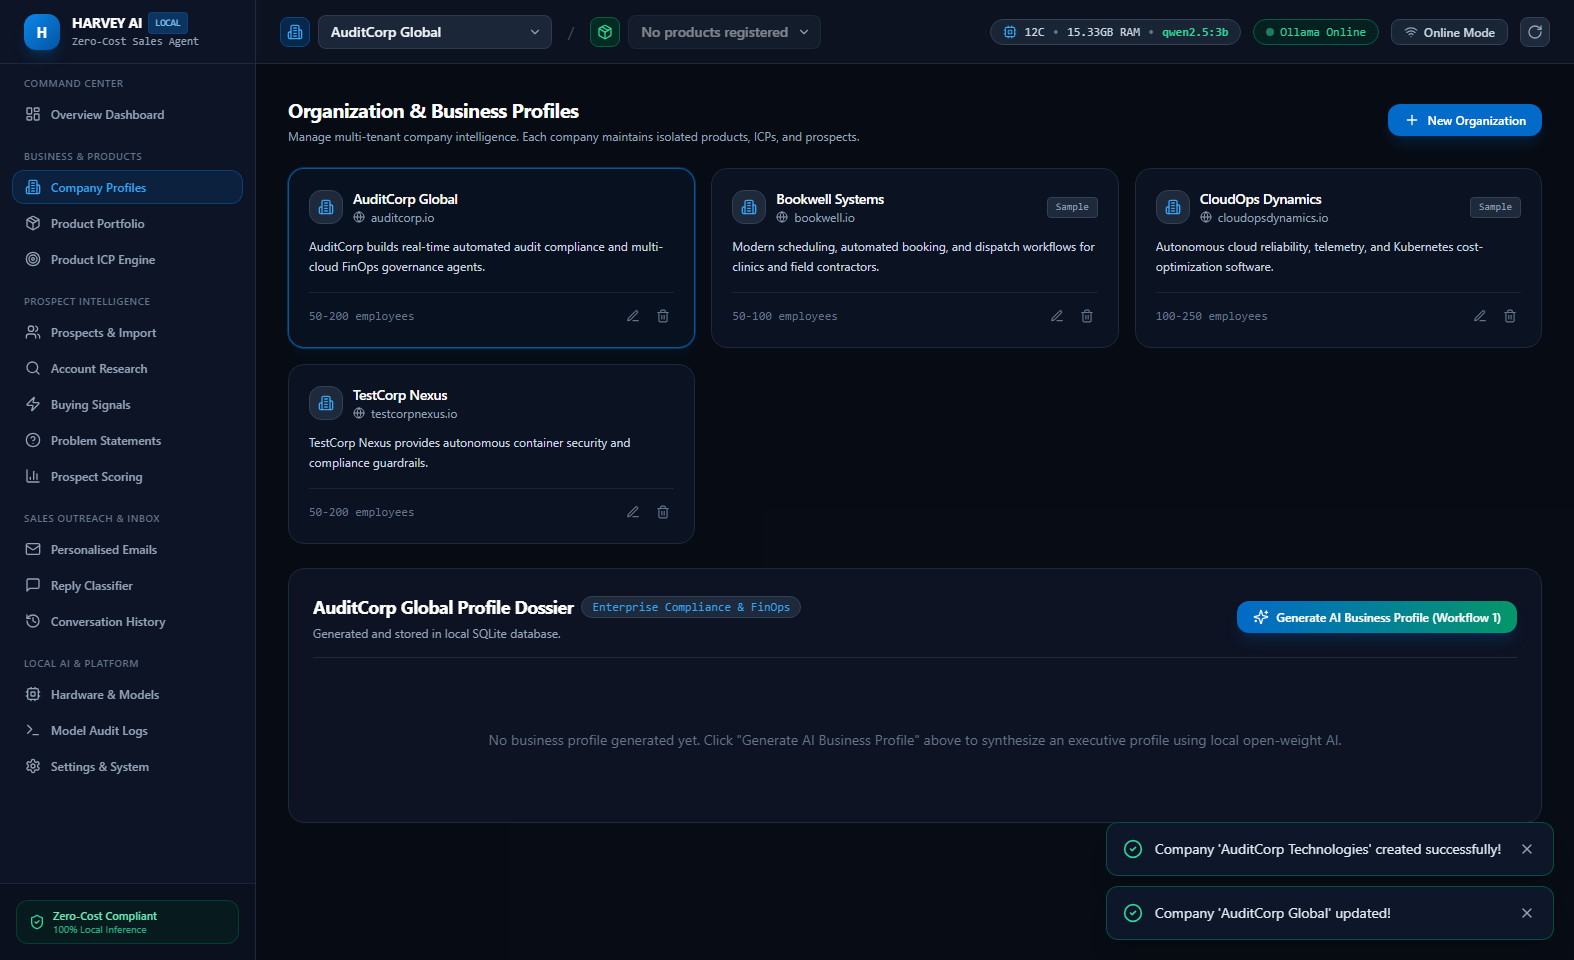 H
HARVEY AI
LOCAL
Zero-Cost Sales Agent
AuditCorp Global
/
No products registered
12C • 15.33GB RAM • qwen2.5:3b
Ollama Online
Online Mode
COMMAND CENTER
Overview Dashboard
BUSINESS & PRODUCTS
Company Profiles
Product Portfolio
Product ICP Engine
PROSPECT INTELLIGENCE
Prospects & Import
Account Research
Buying Signals
Problem Statements
Prospect Scoring
SALES OUTREACH & INBOX
Personalised Emails
Reply Classifier
Conversation History
LOCAL AI & PLATFORM
Hardware & Models
Model Audit Logs
Settings & System
Zero-Cost Compliant
100% Local Inference
Organization & Business Profiles
Manage multi-tenant company intelligence. Each company maintains isolated products, ICPs, and prospects.
New Organization
AuditCorp Global
auditcorp.io
AuditCorp builds real-time automated audit compliance and multi-
cloud FinOps governance agents.
50-200 employees
Bookwell Systems
bookwell.io
Sample
Modern scheduling, automated booking, and dispatch workflows for
clinics and field contractors.
50-100 employees
CloudOps Dynamics
cloudopsdynamics.io
Sample
Autonomous cloud reliability, telemetry, and Kubernetes cost-
optimization software.
100-250 employees
TestCorp Nexus
testcorpnexus.io
TestCorp Nexus provides autonomous container security and
compliance guardrails.
50-200 employees
AuditCorp Global Profile Dossier
Enterprise Compliance & FinOps
Generated and stored in local SQLite database.
Generate AI Business Profile (Workflow 1)
No business profile generated yet. Click "Generate AI Business Profile" above to synthesize an executive profile using local open-weight AI.
Company 'AuditCorp Technologies' created successfully!
Company 'AuditCorp Global' updated!